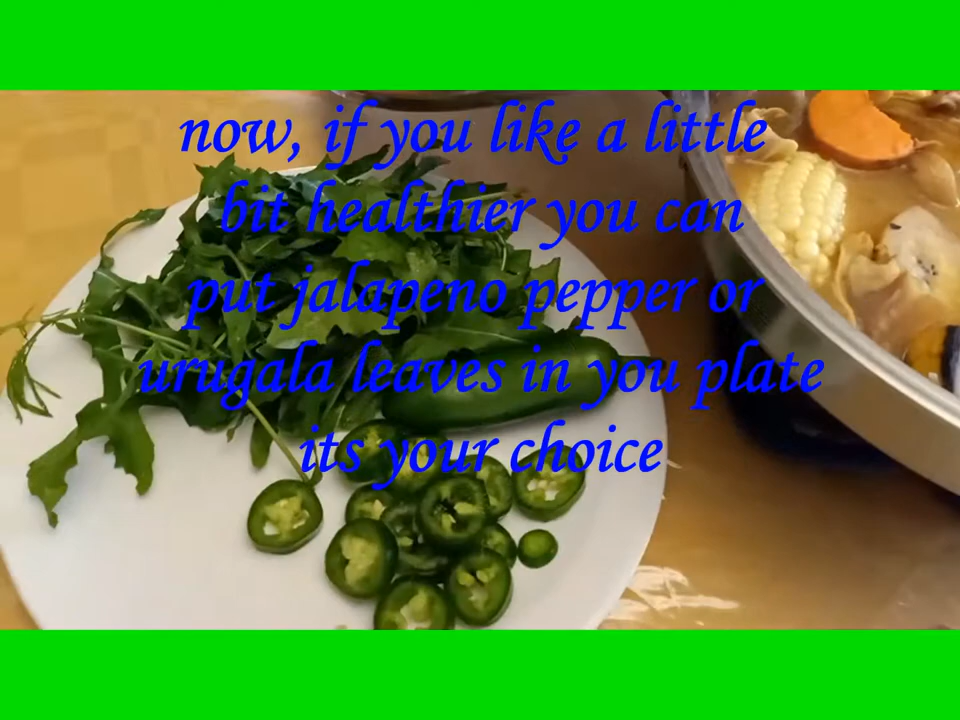 now, if you like a little
bit healthier you can
put jalapeno pepper or
urugala leaves in you plate
its your choice